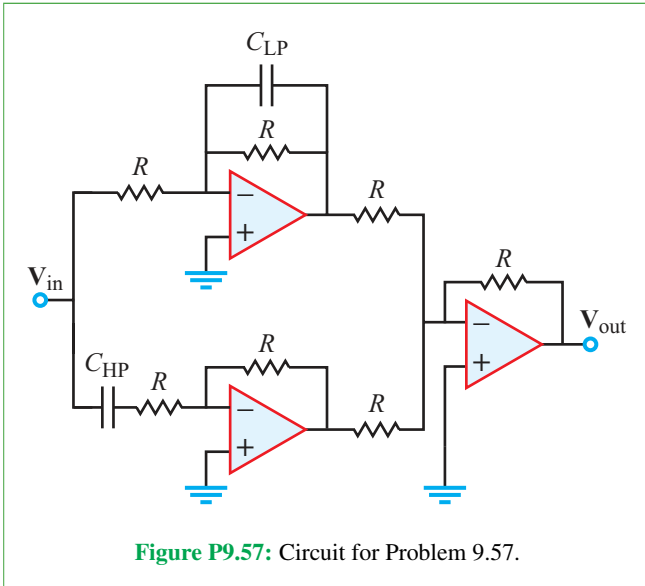 C_LP
R
R
R
V_in
R
V_out
C_HP
R
R
R
−
+
−
+
−
+
Figure P9.57: Circuit for Problem 9.57.